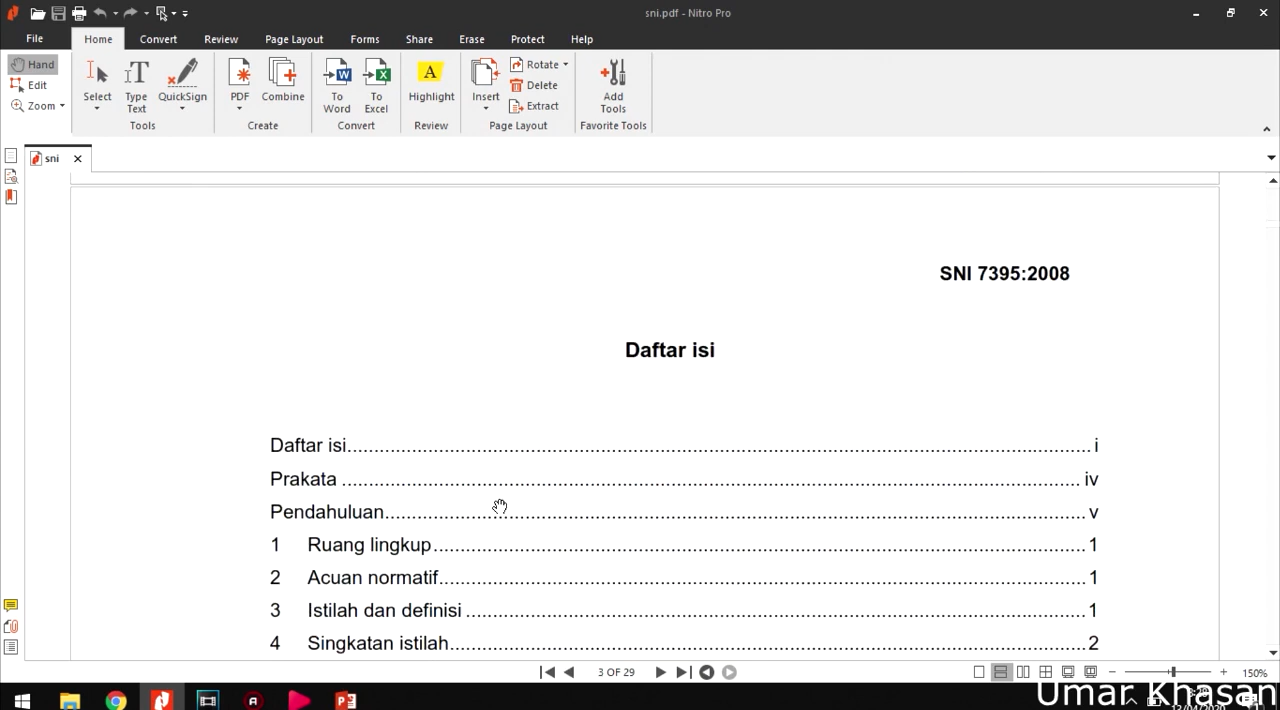 sni.pdf - Nitro Pro
File Home Convert Review Page Layout Forms Share Erase Protect Help
Hand
Edit
Zoom
Select
Type Text
QuickSign
Tools
PDF
Combine
Create
To Word
To Excel
Convert
A
Highlight
Review
Insert
Rotate
Delete
Extract
Page Layout
Add Tools
Favorite Tools
sni
SNI 7395:2008
Daftar isi
Daftar isi.......... i
Prakata .......... iv
Pendahuluan.......... v
1 Ruang lingkup.......... 1
2 Acuan normatif.......... 1
3 Istilah dan definisi .......... 1
4 Singkatan istilah.......... 2
3 OF 29
150%
Umar Khasan